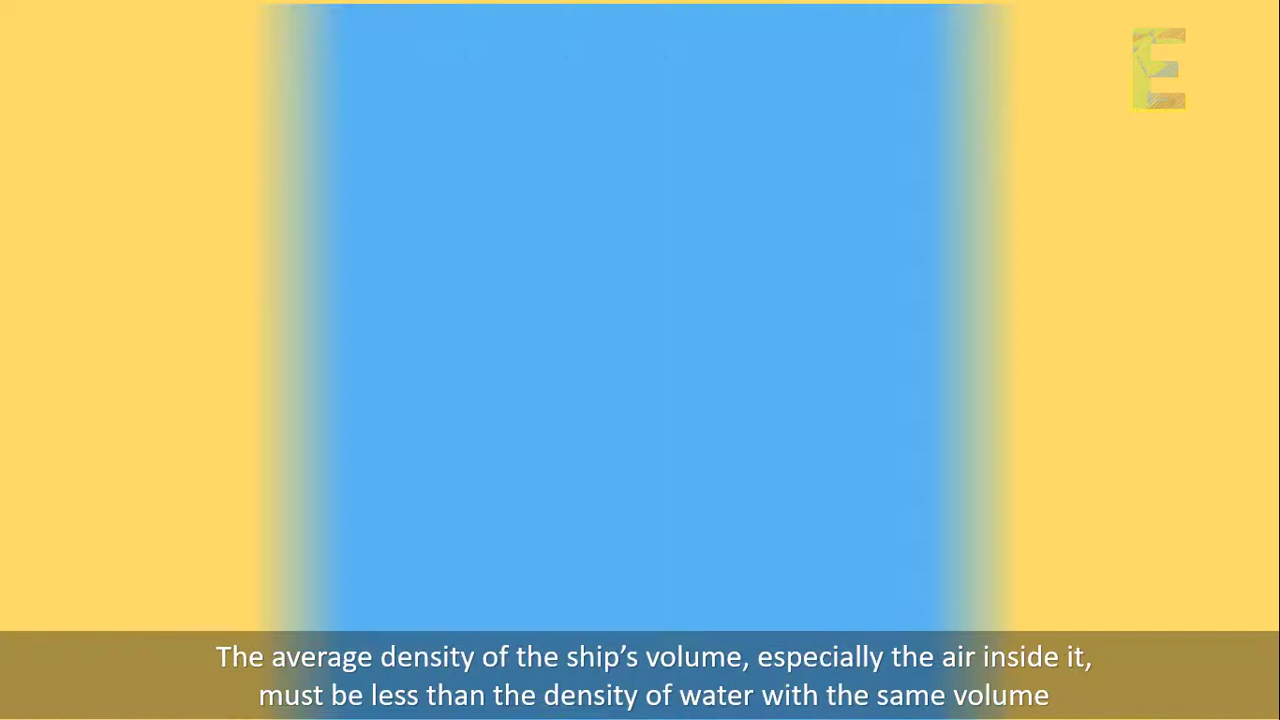 E
The average density of the ship’s volume, especially the air inside it,
must be less than the density of water with the same volume